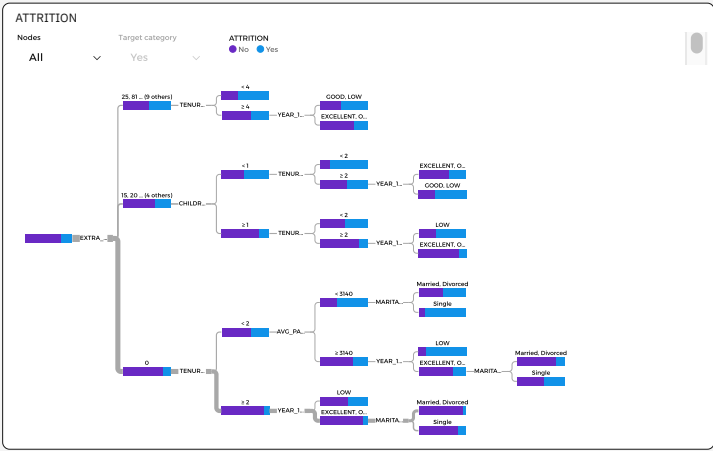 ATTRITION
Nodes
Target category
ATTRITION
All
Yes
No
Yes
25, 81 ... (9 others)
TENUR...
< 4
≥ 4
YEAR_1...
GOOD, LOW
EXCELLENT, O...
15, 20 ... (4 others)
CHILDR...
< 1
TENUR...
< 2
≥ 2
YEAR_1...
EXCELLENT, O...
GOOD, LOW
≥ 1
TENUR...
< 2
≥ 2
YEAR_1...
LOW
EXCELLENT, O...
EXTRA_...
0
TENUR...
< 2
AVG_PA...
< 3140
MARITA...
Married, Divorced
Single
≥ 3140
YEAR_1...
LOW
EXCELLENT, O...
MARITA...
Married, Divorced
Single
≥ 2
YEAR_1...
LOW
EXCELLENT, O...
MARITA...
Married, Divorced
Single